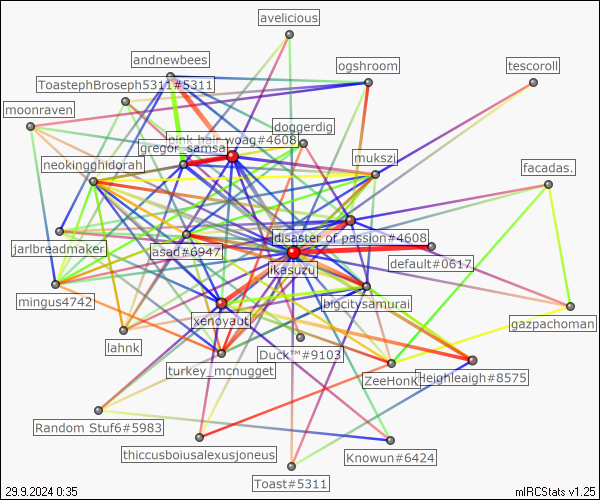 avelicious
andnewbees
ogshroom
tescoroll
ToastephBroseph5311#5311
moonraven
doggerdig
pink hair woag#4608
gregor_samsa
mukszi
neokingghidorah
facadas.
disaster of passion#4608
jarlbreadmaker
asad#6947
default#0617
ikasuzu
mingus4742
bigcitysamurai
xenoyaut
gazpachoman
lahnk
Duck™#9103
turkey_mcnugget
ZeeHonk
Heighleaigh#8575
Random Stuf6#5983
thiccusboiusalexusjoneus
Knowun#6424
Toast#5311
29.9.2024 0:35
mIRCStats v1.25